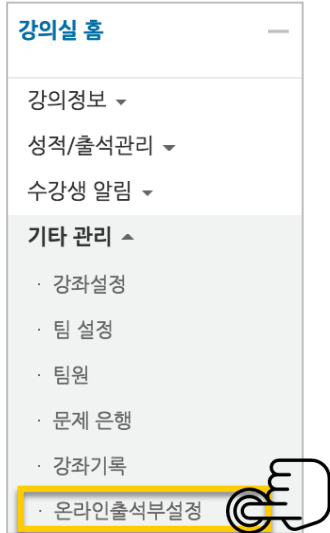 강의실 홈
강의정보
성적/출석관리
수강생 알림
기타 관리
· 강좌설정
· 팀 설정
· 팀원
· 문제 은행
· 강좌기록
· 온라인출석부설정